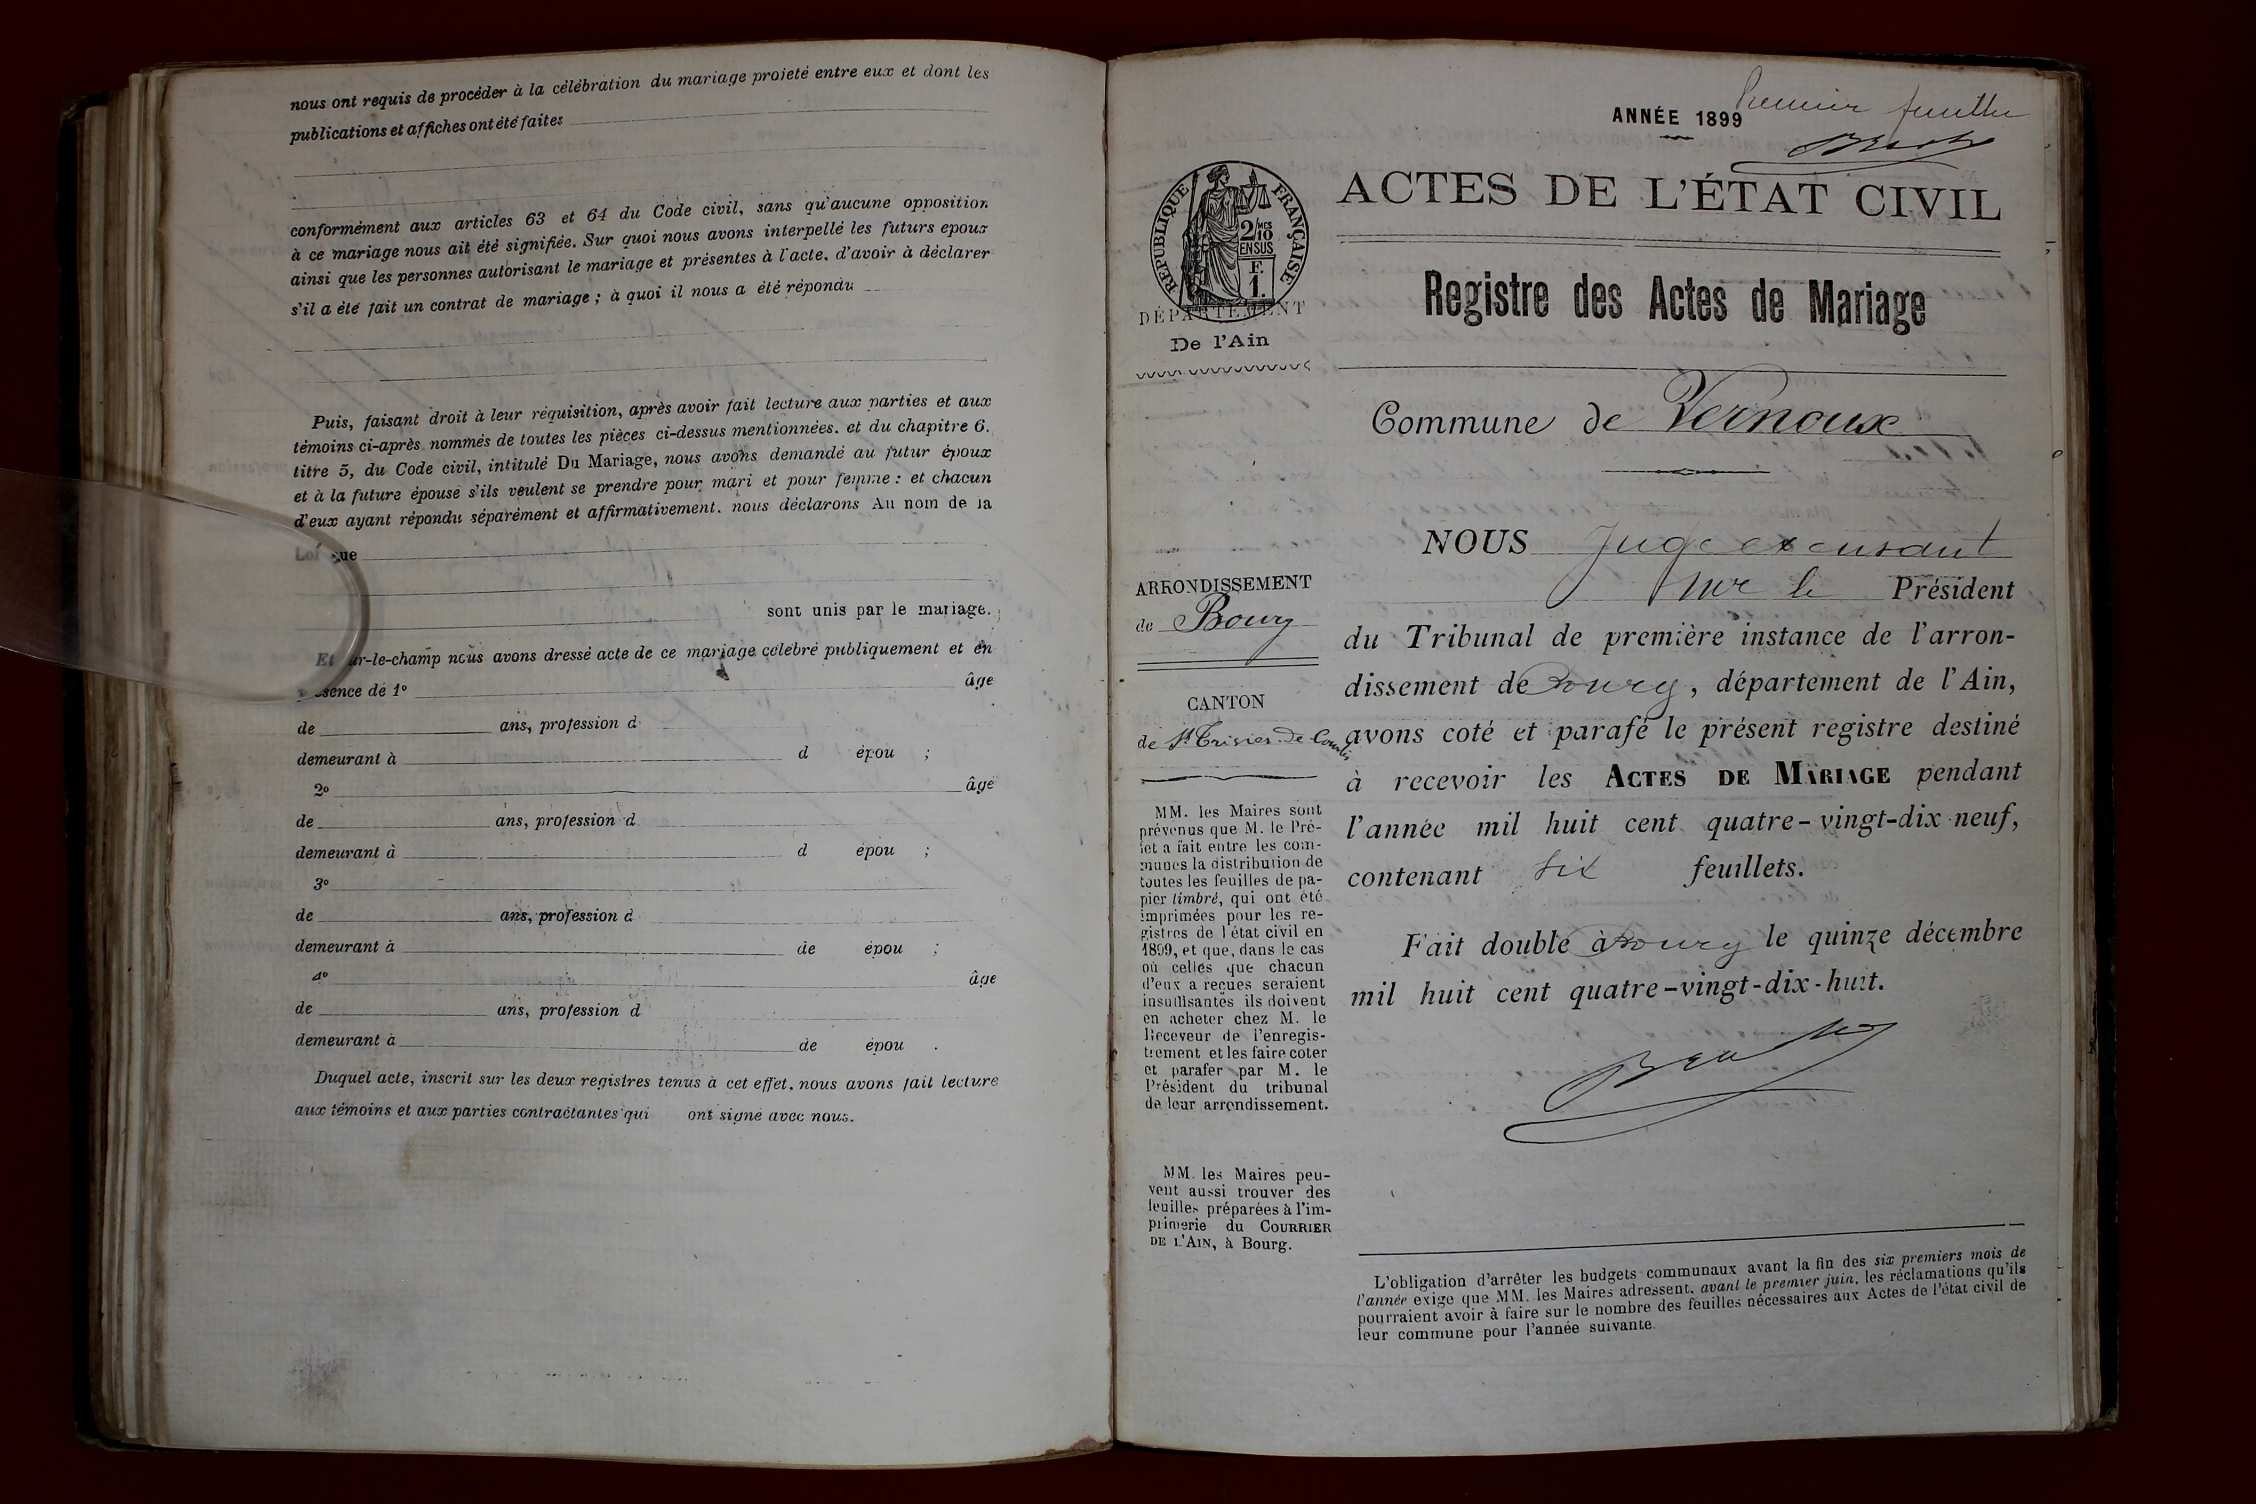 nous ont requis de procéder à la célébration du mariage projeté entre eux et dont les
publications et affiches ont été faites
conformément aux articles 63 et 64 du Code civil, sans qu'aucune opposition
à ce mariage nous ait été signifiée. Sur quoi nous avons interpellé les futurs epoux
ainsi que les personnes autorisant le mariage et présentes à l'acte, d'avoir à déclarer
s'il a été fait un contrat de mariage ; à quoi il nous a été répondu
Puis, faisant droit à leur réquisition, après avoir fait lecture aux parties et aux
témoins ci-après nommés de toutes les pièces ci-dessus mentionnées, et du chapitre 6,
titre 5, du Code civil, intitulé Du Mariage, nous avons demandé au futur époux
et à la future épouse s'ils veulent se prendre pour mari et pour femme : et chacun
d'eux ayant répondu séparément et affirmativement, nous déclarons Au nom de la
Loi que
sont unis par le mariage.
Et sur-le-champ nous avons dressé acte de ce mariage célébré publiquement et en
présence de 1° âge
de ans, profession d
demeurant à d épou ;
2° âge
de ans, profession d
demeurant à d épou ;
3°
de ans, profession d
demeurant à de épou ;
4° âge
de ans, profession d
demeurant à de épou .
Duquel acte, inscrit sur les deux registres tenus à cet effet, nous avons fait lecture
aux témoins et aux parties contractantes qui ont signé avec nous.
Premier feuillet
ANNÉE 1899
ACTES DE L'ÉTAT CIVIL
RÉPUBLIQUE FRANÇAISE
2/10 MES
EN SUS
F.
1.
DÉPARTEMENT
De l'Ain
Registre des Actes de Mariage
Commune de Vernoux
ARRONDISSEMENT
de Bourg
CANTON
de St Trivier de Courtes
MM. les Maires sont
prévenus que M. le Pré-
fet a fait entre les com-
munes la distribution de
toutes les feuilles de pa-
pier timbré, qui ont été
imprimées pour les re-
gistres de l'état civil en
1899, et que, dans le cas
où celles que chacun
d'eux a reçues seraient
insuffisantes ils doivent
en acheter chez M. le
Receveur de l'enregis-
trement et les faire coter
et parafer par M. le
Président du tribunal
de leur arrondissement.
MM. les Maires peu-
vent aussi trouver des
feuilles préparées à l'im-
primerie du COURRIER
DE L'AIN, à Bourg.
NOUS Juge excusant
Mr le Président
du Tribunal de première instance de l'arron-
dissement de Bourg, département de l'Ain,
avons coté et parafé le présent registre destiné
à recevoir les ACTES DE MARIAGE pendant
l'année mil huit cent quatre-vingt-dix-neuf,
contenant six feuillets.
Fait double à Bourg le quinze décembre
mil huit cent quatre-vingt-dix-huit.
L'obligation d'arrêter les budgets communaux avant la fin des six premiers mois de
l'année exige que MM. les Maires adressent, avant le premier juin, les réclamations qu'ils
pourraient avoir à faire sur le nombre des feuilles nécessaires aux Actes de l'état civil de
leur commune pour l'année suivante.